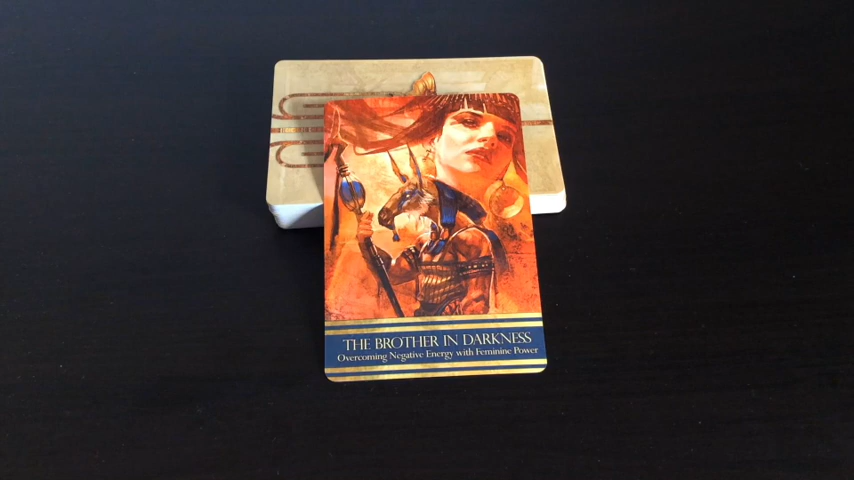 THE BROTHER IN DARKNESS
Overcoming Negative Energy with Feminine Power